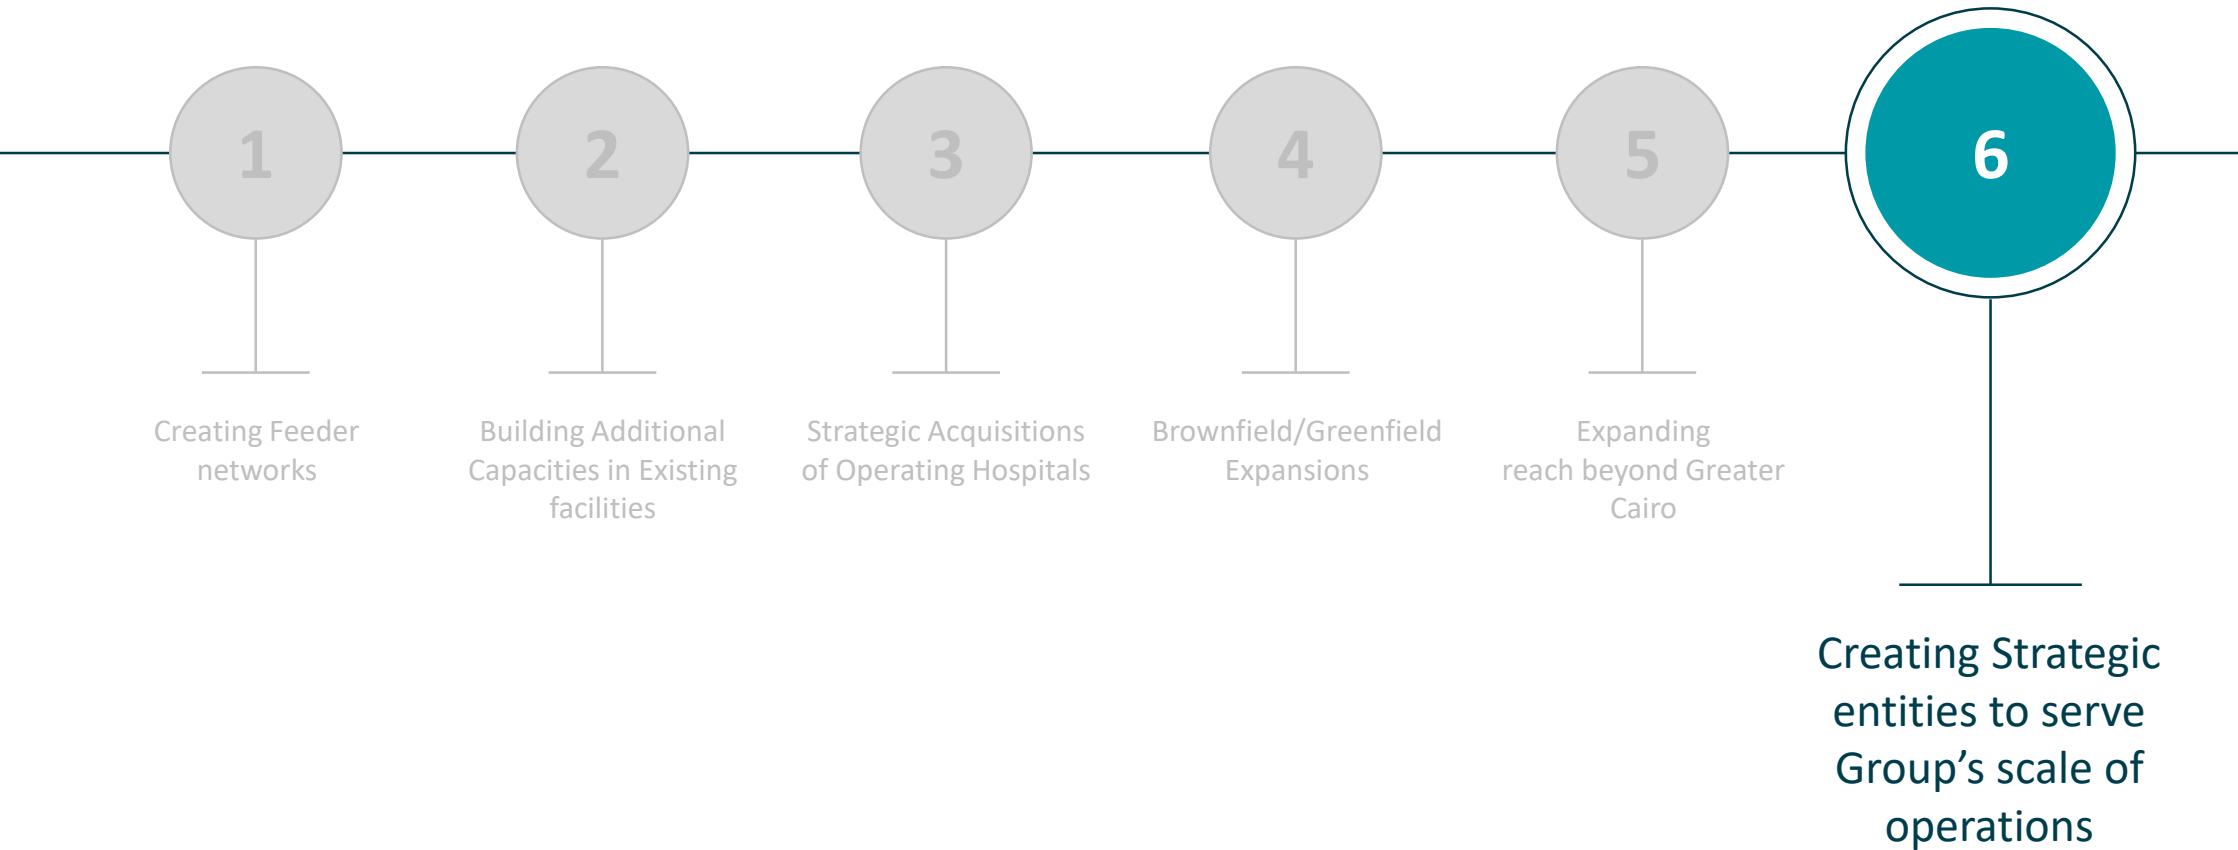 1
2
3
4
5
6
Creating Feeder
networks
Building Additional
Capacities in Existing
facilities
Strategic Acquisitions
of Operating Hospitals
Brownfield/Greenfield
Expansions
Expanding
reach beyond Greater
Cairo
Creating Strategic
entities to serve
Group’s scale of
operations